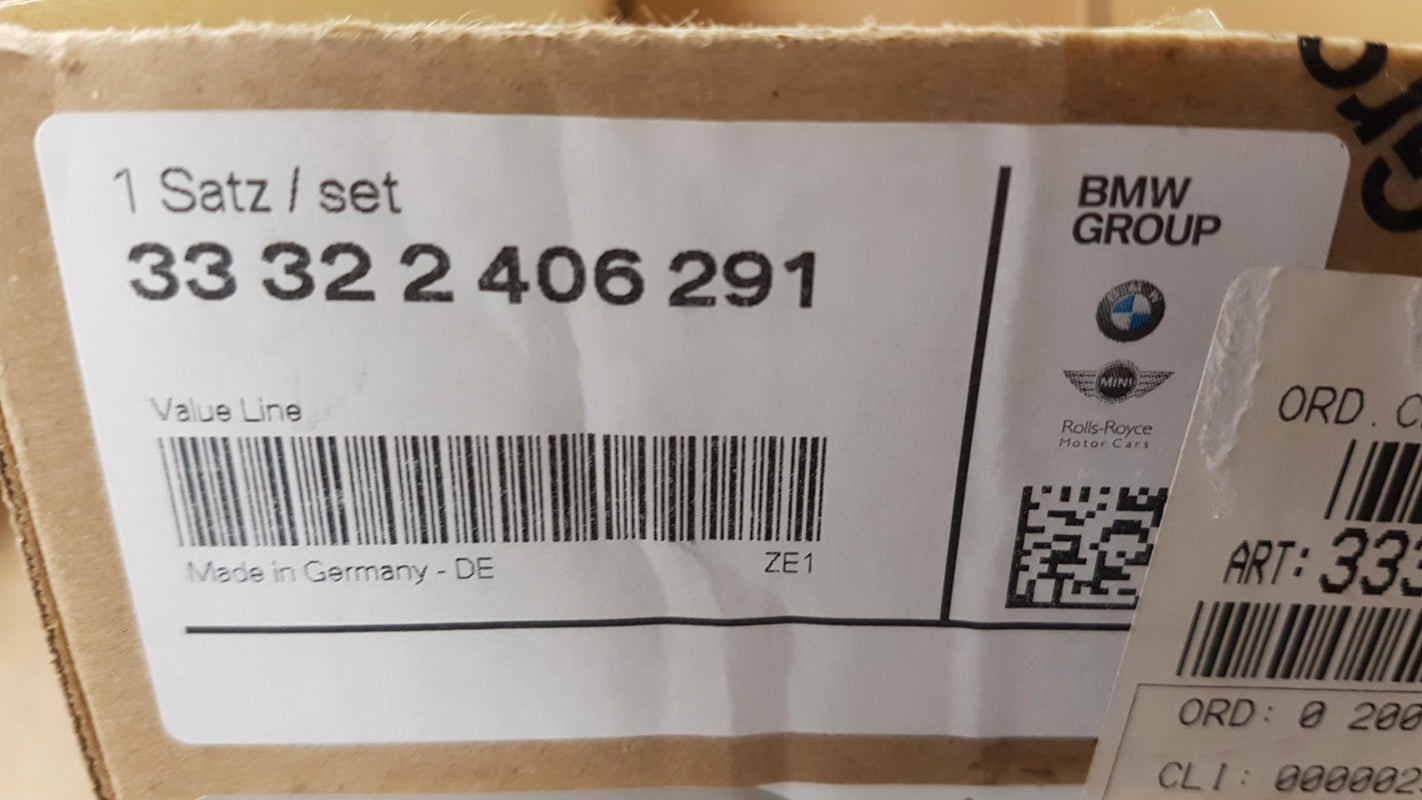 1 Satz / set
33 32 2 406 291
Value Line
Made in Germany - DE
ZE1
BMW
GROUP
MINI
Rolls-Royce
Motor Cars
ORD.
ART: 333
ORD: 0 200
CLI: 000002